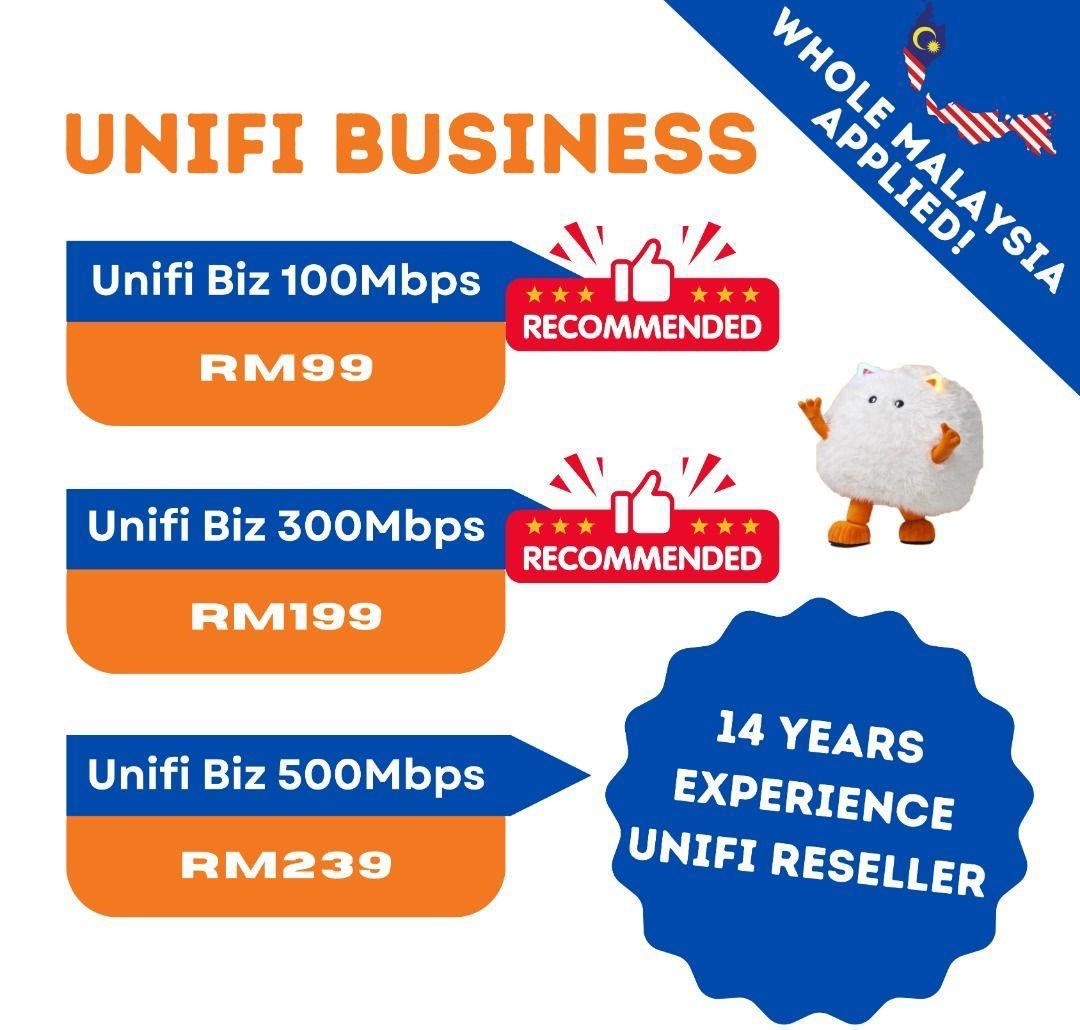 WHOLE MALAYSIA
APPLIED!
UNIFI BUSINESS
Unifi Biz 100Mbps
RECOMMENDED
RM99
Unifi Biz 300Mbps
RECOMMENDED
RM199
Unifi Biz 500Mbps
RM239
14 YEARS
EXPERIENCE
UNIFI RESELLER